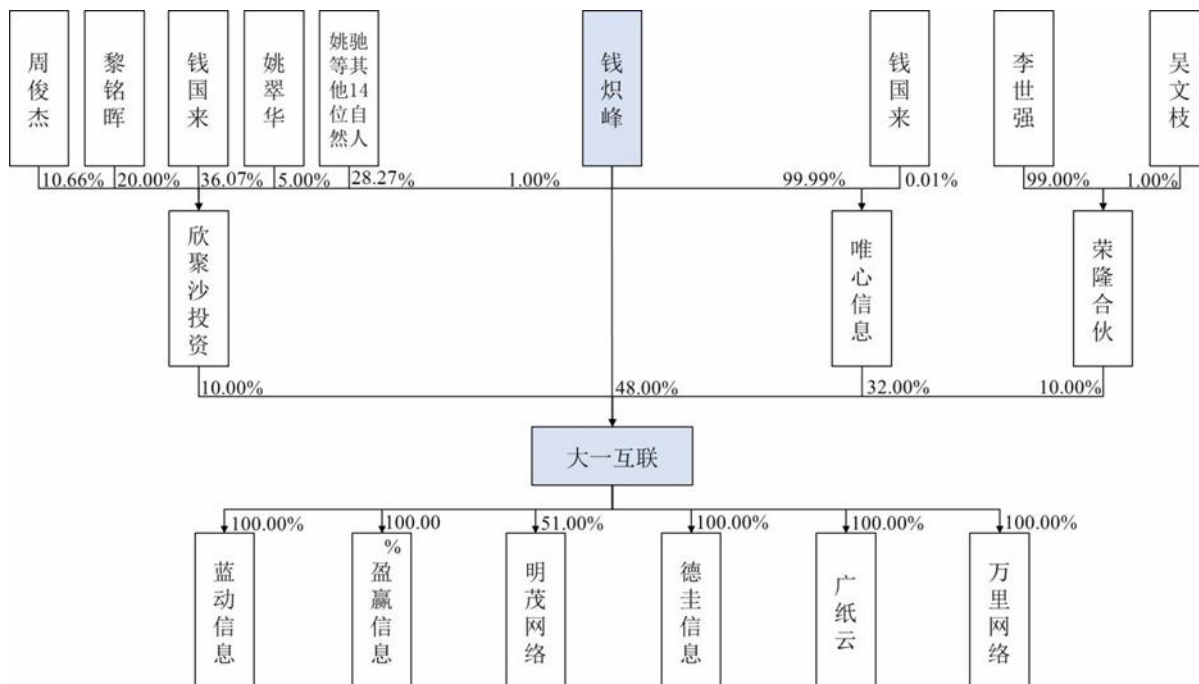 周俊杰
黎铭晖
钱国来
姚翠华
姚驰等其他14位自然人
钱炽峰
钱国来
李世强
吴文枝
10.66%
20.00%
36.07%
5.00%
28.27%
1.00%
99.99%
0.01%
99.00%
1.00%
欣聚沙投资
唯心信息
荣隆合伙
10.00%
48.00%
32.00%
10.00%
大一互联
100.00%
100.00%
51.00%
100.00%
100.00%
100.00%
蓝动信息
盈赢信息
明茂网络
德圭信息
广纸云
万里网络